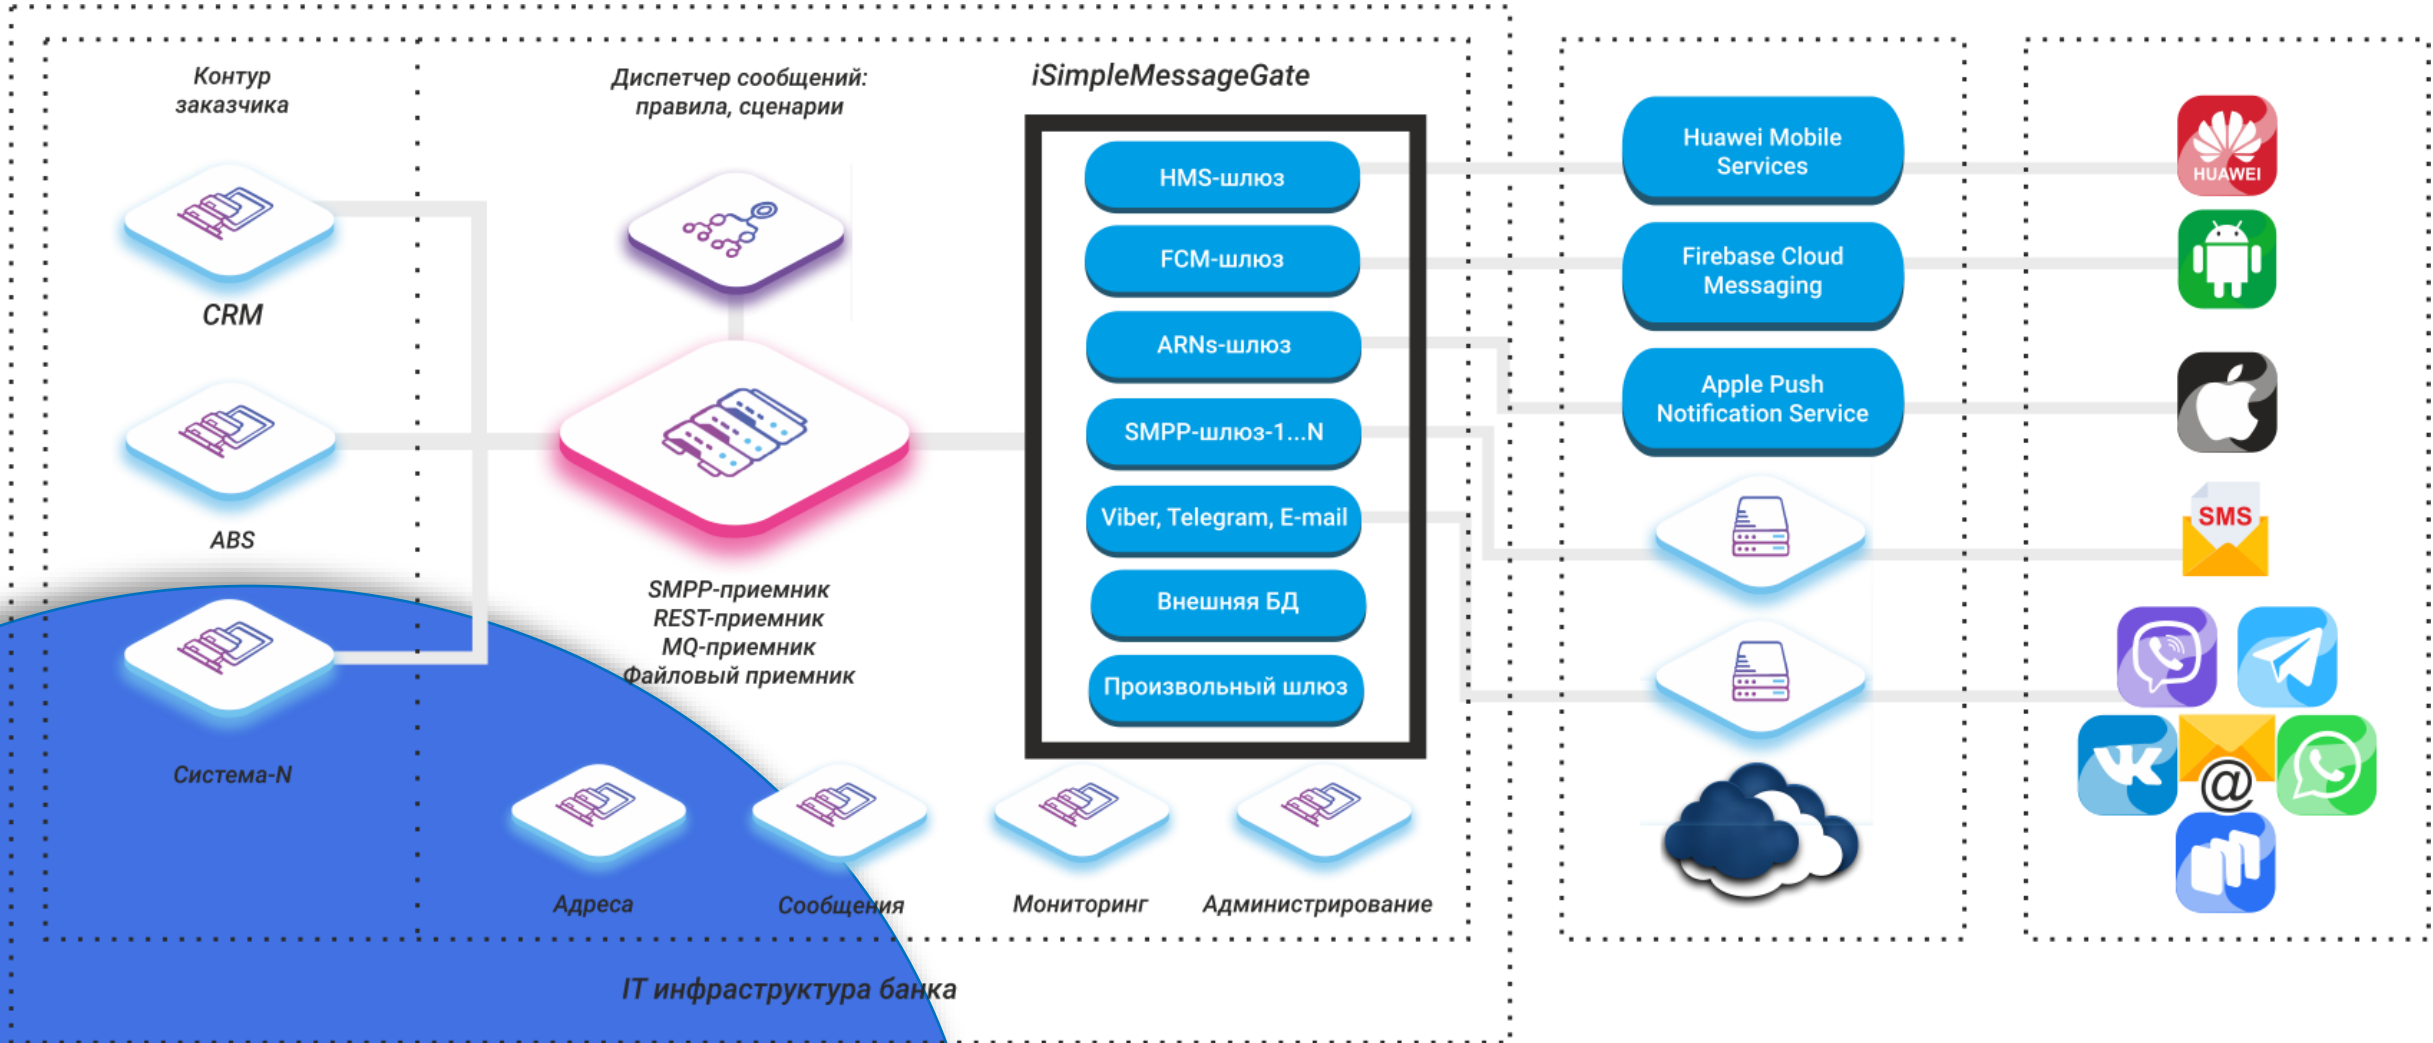 Контур
заказчика
CRM
ABS
Система-N
Диспетчер сообщений:
правила, сценарии
SMPP-приемник
REST-приемник
MQ-приемник
Файловый приемник
iSimpleMessageGate
HMS-шлюз
FCM-шлюз
ARNs-шлюз
SMPP-шлюз-1...N
Viber, Telegram, E-mail
Внешняя БД
Произвольный шлюз
Адреса
Сообщения
Мониторинг
Администрирование
IT инфраструктура банка
Huawei Mobile
Services
Firebase Cloud
Messaging
Apple Push
Notification Service
HUAWEI
SMS
@